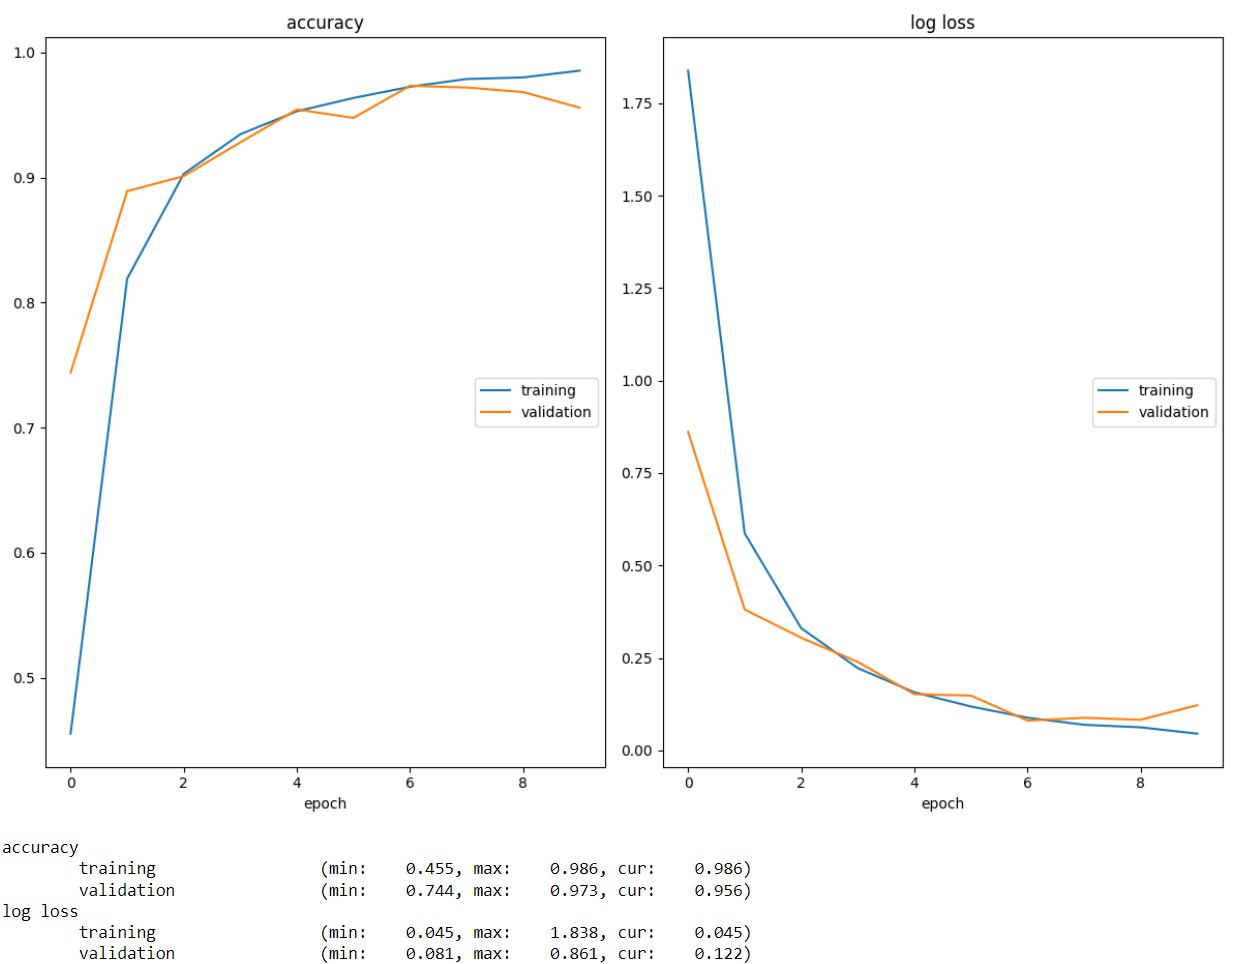 accuracy
1.0
0.9
0.8
0.7
0.6
0.5
training
validation
0
2
4
6
8
epoch
log loss
1.75
1.50
1.25
1.00
0.75
0.50
0.25
0.00
training
validation
0
2
4
6
8
epoch
accuracy
training (min: 0.455, max: 0.986, cur: 0.986)
validation (min: 0.744, max: 0.973, cur: 0.956)
log loss
training (min: 0.045, max: 1.838, cur: 0.045)
validation (min: 0.081, max: 0.861, cur: 0.122)